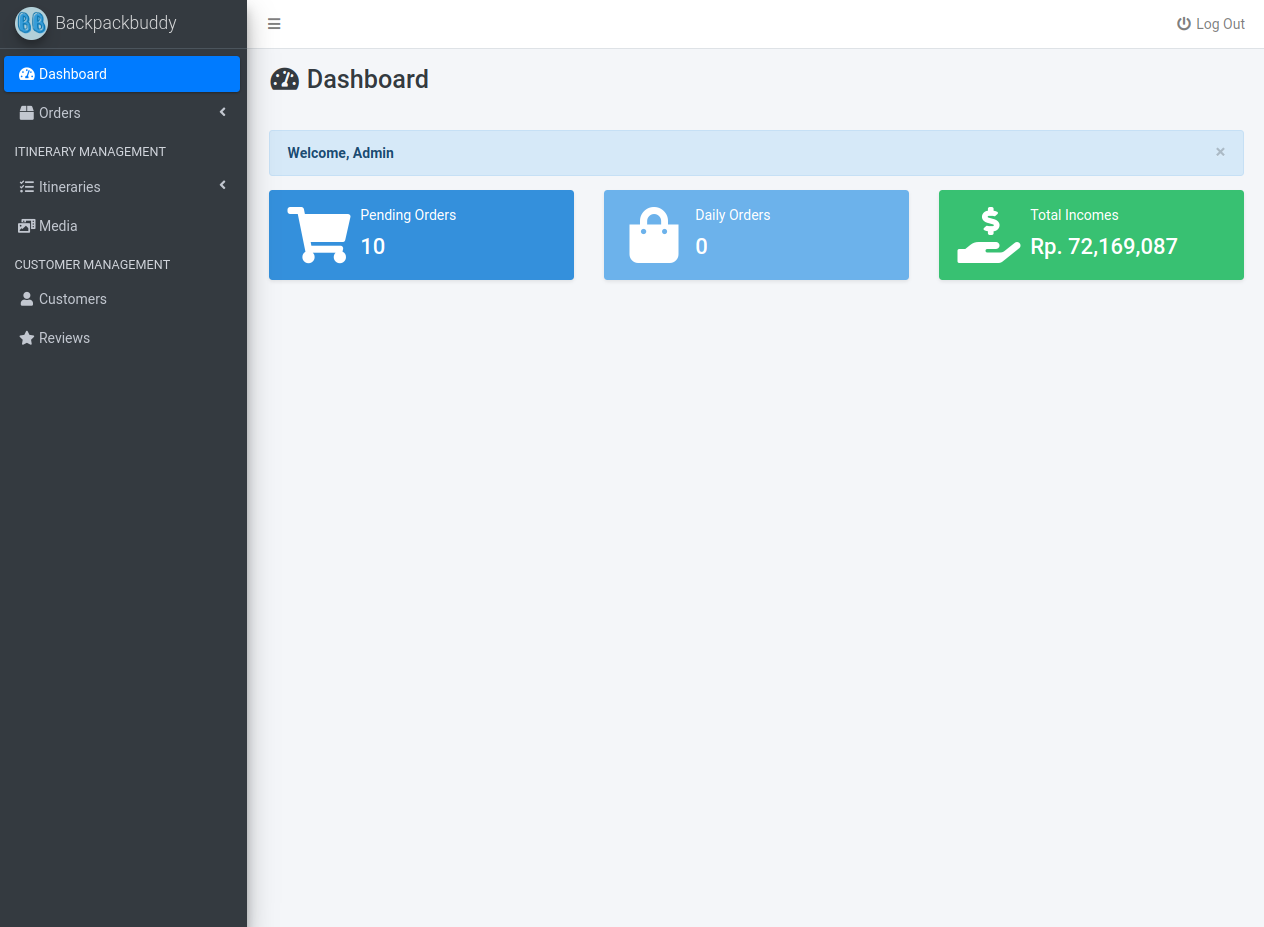 BB Backpackbuddy
Log Out
Dashboard
Orders
ITINERARY MANAGEMENT
Itineraries
Media
CUSTOMER MANAGEMENT
Customers
Reviews
Dashboard
Welcome, Admin
×
Pending Orders
10
Daily Orders
0
Total Incomes
Rp. 72,169,087